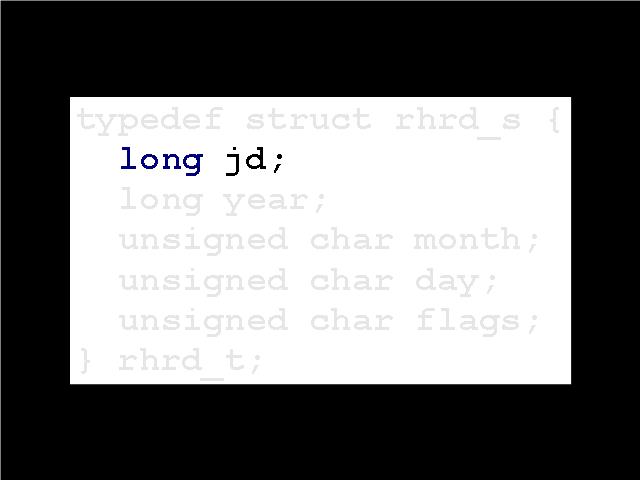 typedef struct rhrd_s {
  long jd;
  long year;
  unsigned char month;
  unsigned char day;
  unsigned char flags;
} rhrd_t;